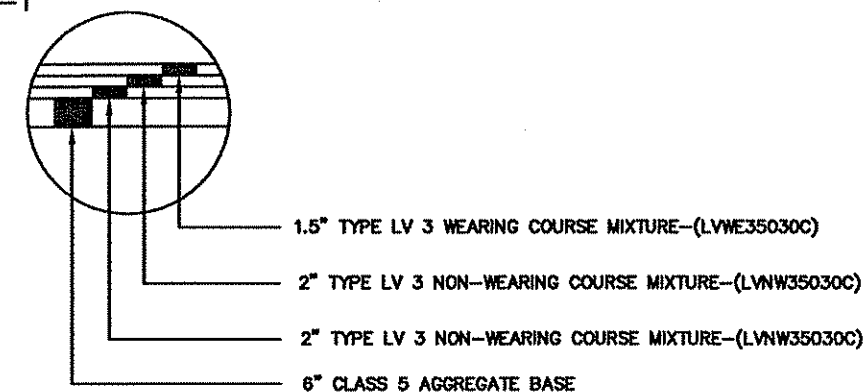 1.5" TYPE LV 3 WEARING COURSE MIXTURE-(LVWE35030C)
2" TYPE LV 3 NON-WEARING COURSE MIXTURE-(LVNW35030C)
2" TYPE LV 3 NON-WEARING COURSE MIXTURE-(LVNW35030C)
6" CLASS 5 AGGREGATE BASE